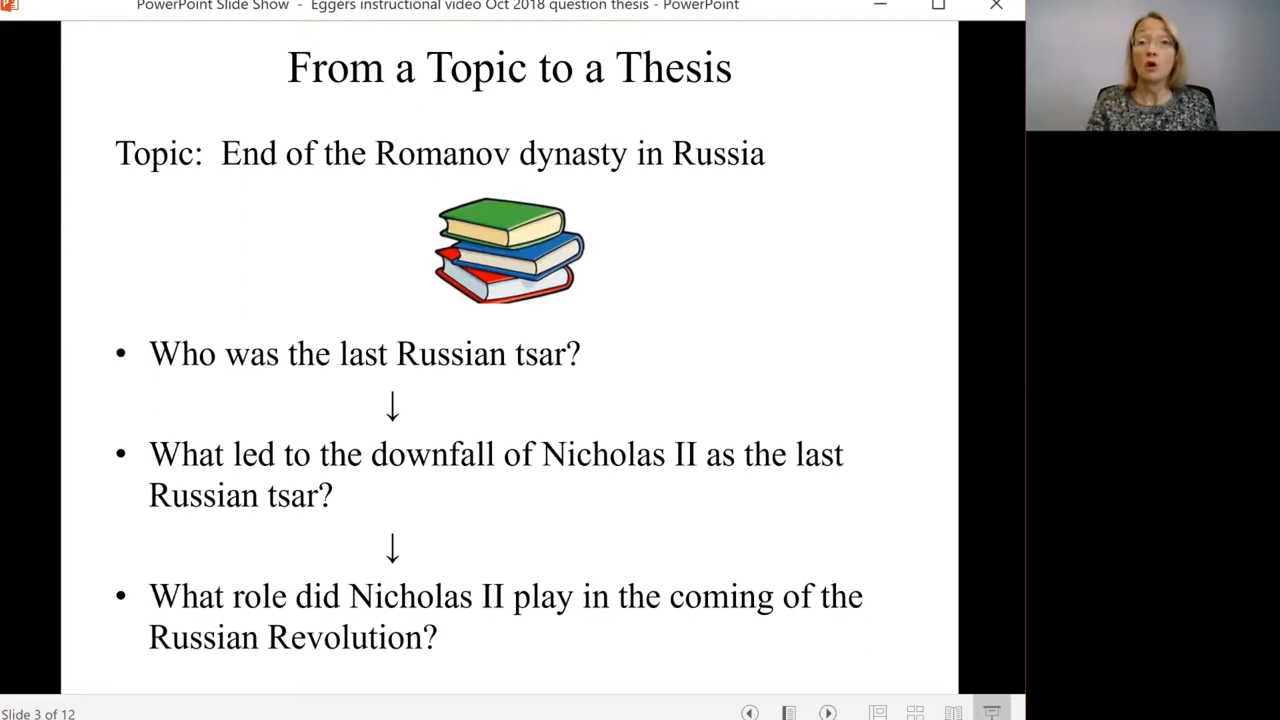 PowerPoint Slide Show - Eggers instructional video Oct 2018 question thesis - PowerPoint
From a Topic to a Thesis
Topic: End of the Romanov dynasty in Russia
• Who was the last Russian tsar?
↓
• What led to the downfall of Nicholas II as the last
Russian tsar?
↓
• What role did Nicholas II play in the coming of the
Russian Revolution?
Slide 3 of 12